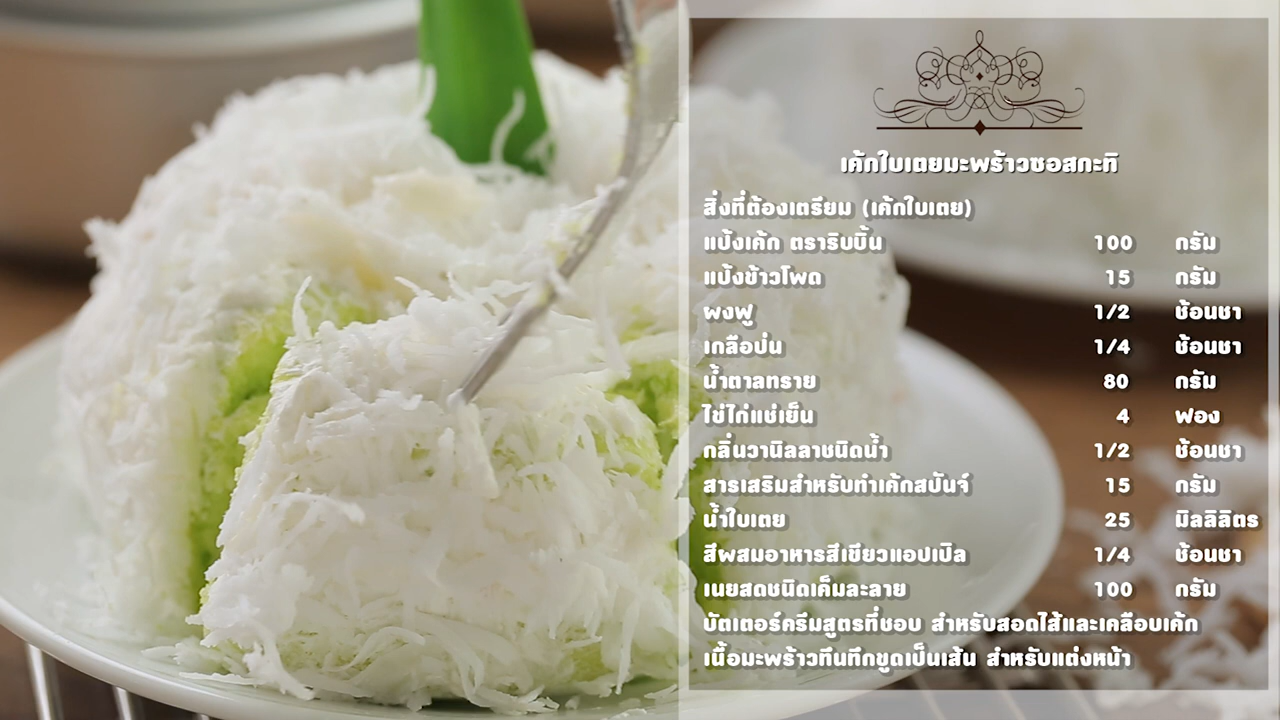 เค้กใบเตยมะพร้าวซอสกะทิ
สิ่งที่ต้องเตรียม (เค้กใบเตย)
แป้งเค้ก ตราริบบิ้น 100 กรัม
แป้งข้าวโพด 15 กรัม
ผงฟู 1/2 ช้อนชา
เกลือป่น 1/4 ช้อนชา
น้ำตาลทราย 80 กรัม
ไข่ไก่แช่เย็น 4 ฟอง
กลิ่นวานิลลาชนิดน้ำ 1/2 ช้อนชา
สารเสริมสำหรับทำเค้กสปันจ์ 15 กรัม
น้ำใบเตย 25 มิลลิลิตร
สีผสมอาหารสีเขียวแอปเปิล 1/4 ช้อนชา
เนยสดชนิดเค็มละลาย 100 กรัม
บัตเตอร์ครีมสูตรที่ชอบ สำหรับสอดไส้และเคลือบเค้ก
เนื้อมะพร้าวทึนทึกขูดเป็นเส้น สำหรับแต่งหน้า